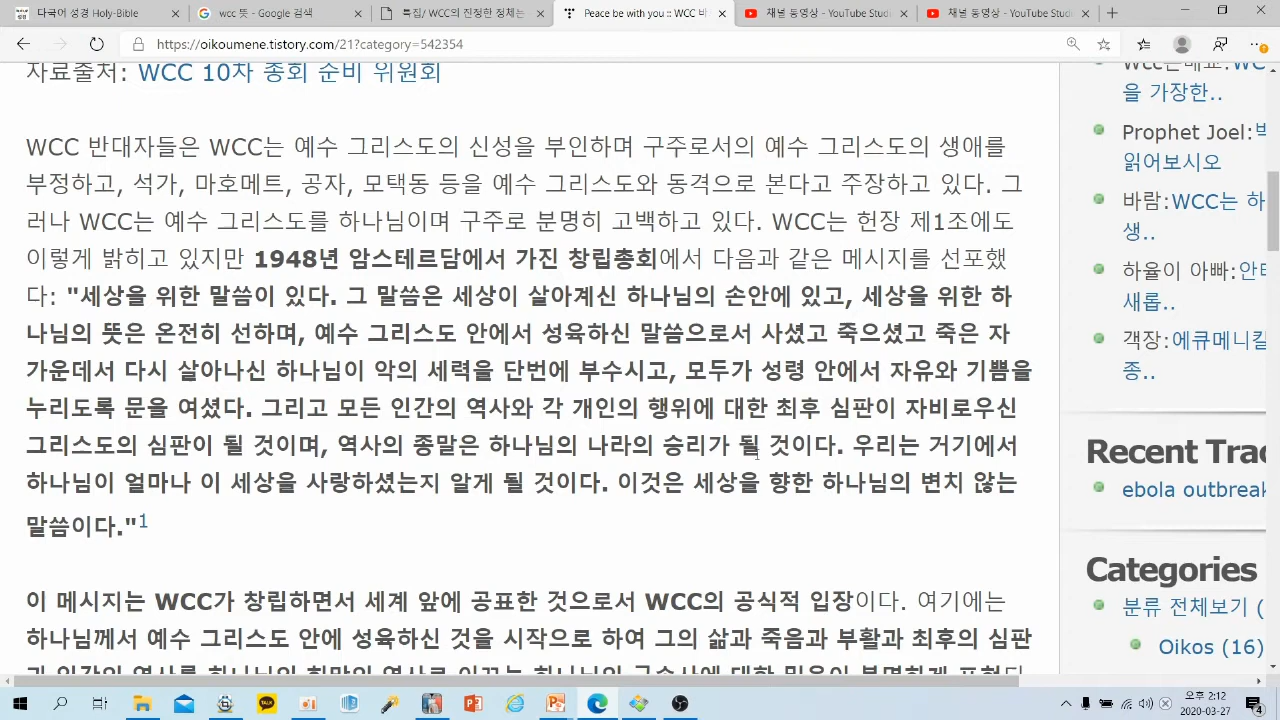 다국어 성경 Holy-Bible
wcc 뜻 - Google 검색
특집/ WCC의 진정한 정체는
Peace be with you :: WCC 바
채널 동영상 - YouTube Stud
채널 동영상 - YouTube Stud
https://oikoumene.tistory.com/21?category=542354
자료출처: WCC 10차 총회 준비 위원회
WCC 반대자들은 WCC는 예수 그리스도의 신성을 부인하며 구주로서의 예수 그리스도의 생애를
부정하고, 석가, 마호메트, 공자, 모택동 등을 예수 그리스도와 동격으로 본다고 주장하고 있다. 그
러나 WCC는 예수 그리스도를 하나님이며 구주로 분명히 고백하고 있다. WCC는 헌장 제1조에도
이렇게 밝히고 있지만 1948년 암스테르담에서 가진 창립총회에서 다음과 같은 메시지를 선포했
다: "세상을 위한 말씀이 있다. 그 말씀은 세상이 살아계신 하나님의 손안에 있고, 세상을 위한 하
나님의 뜻은 온전히 선하며, 예수 그리스도 안에서 성육하신 말씀으로서 사셨고 죽으셨고 죽은 자
가운데서 다시 살아나신 하나님이 악의 세력을 단번에 부수시고, 모두가 성령 안에서 자유와 기쁨을
누리도록 문을 여셨다. 그리고 모든 인간의 역사와 각 개인의 행위에 대한 최후 심판이 자비로우신
그리스도의 심판이 될 것이며, 역사의 종말은 하나님의 나라의 승리가 될 것이다. 우리는 거기에서
하나님이 얼마나 이 세상을 사랑하셨는지 알게 될 것이다. 이것은 세상을 향한 하나님의 변치 않는
말씀이다."1
이 메시지는 WCC가 창립하면서 세계 앞에 공표한 것으로서 WCC의 공식적 입장이다. 여기에는
하나님께서 예수 그리스도 안에 성육하신 것을 시작으로 하여 그의 삶과 죽음과 부활과 최후의 심판
을 가장한..
Prophet Joel:
읽어보시오
바람:WCC는 하
생..
하율이 아빠:안티
새롭..
객장:에큐메니칼
종..
Recent Trac
ebola outbreak
Categories
분류 전체보기 (
Oikos (16)
오후 2:12
2020-03-27
4